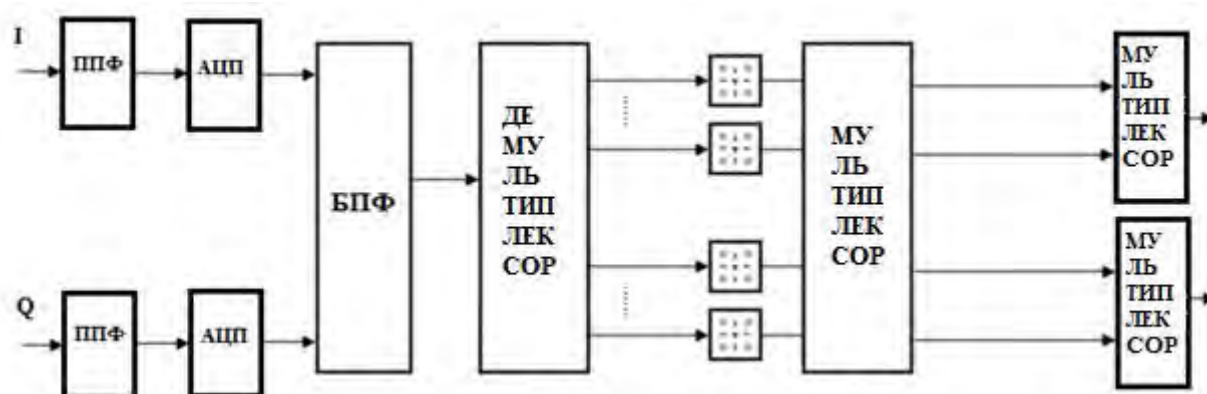 I
ППФ
АЦП
БПФ
ДЕ
МУ
ЛЬ
ТИП
ЛЕК
СОР
МУ
ЛЬ
ТИП
ЛЕК
СОР
МУ
ЛЬ
ТИП
ЛЕК
СОР
Q
ППФ
АЦП
МУ
ЛЬ
ТИП
ЛЕК
СОР